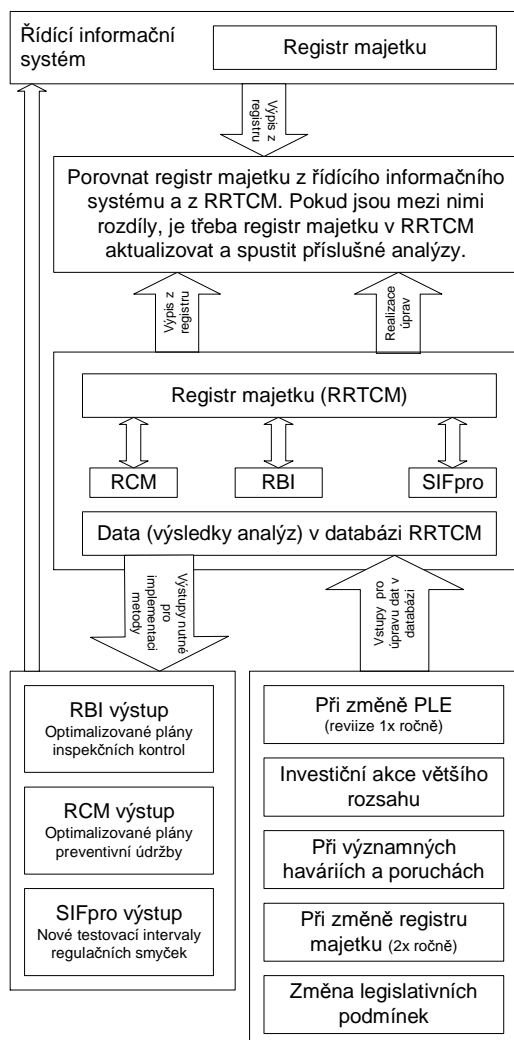 Řídící informační
systém
Registr majetku
Výpis z
registru
Porovnat registr majetku z řídícího informačního
systému a z RRTCM. Pokud jsou mezi nimi
rozdíly, je třeba registr majetku v RRTCM
aktualizovat a spustit příslušné analýzy.
Výpis z
registru
Realizace
úprav
Registr majetku (RRTCM)
RCM
RBI
SIFpro
Data (výsledky analýz) v databázi RRTCM
Výstupy nutné
pro
implementaci
metody
Vstupy pro
úpravu dat v
databázi
RBI výstup
Optimalizované plány
inspekčních kontrol
RCM výstup
Optimalizované plány
preventivní údržby
SIFpro výstup
Nové testovací intervaly
regulačních smyček
Při změně PLE
(reviize 1x ročně)
Investiční akce většího
rozsahu
Při významných
haváriích a poruchách
Při změně registru
majetku (2x ročně)
Změna legislativních
podmínek